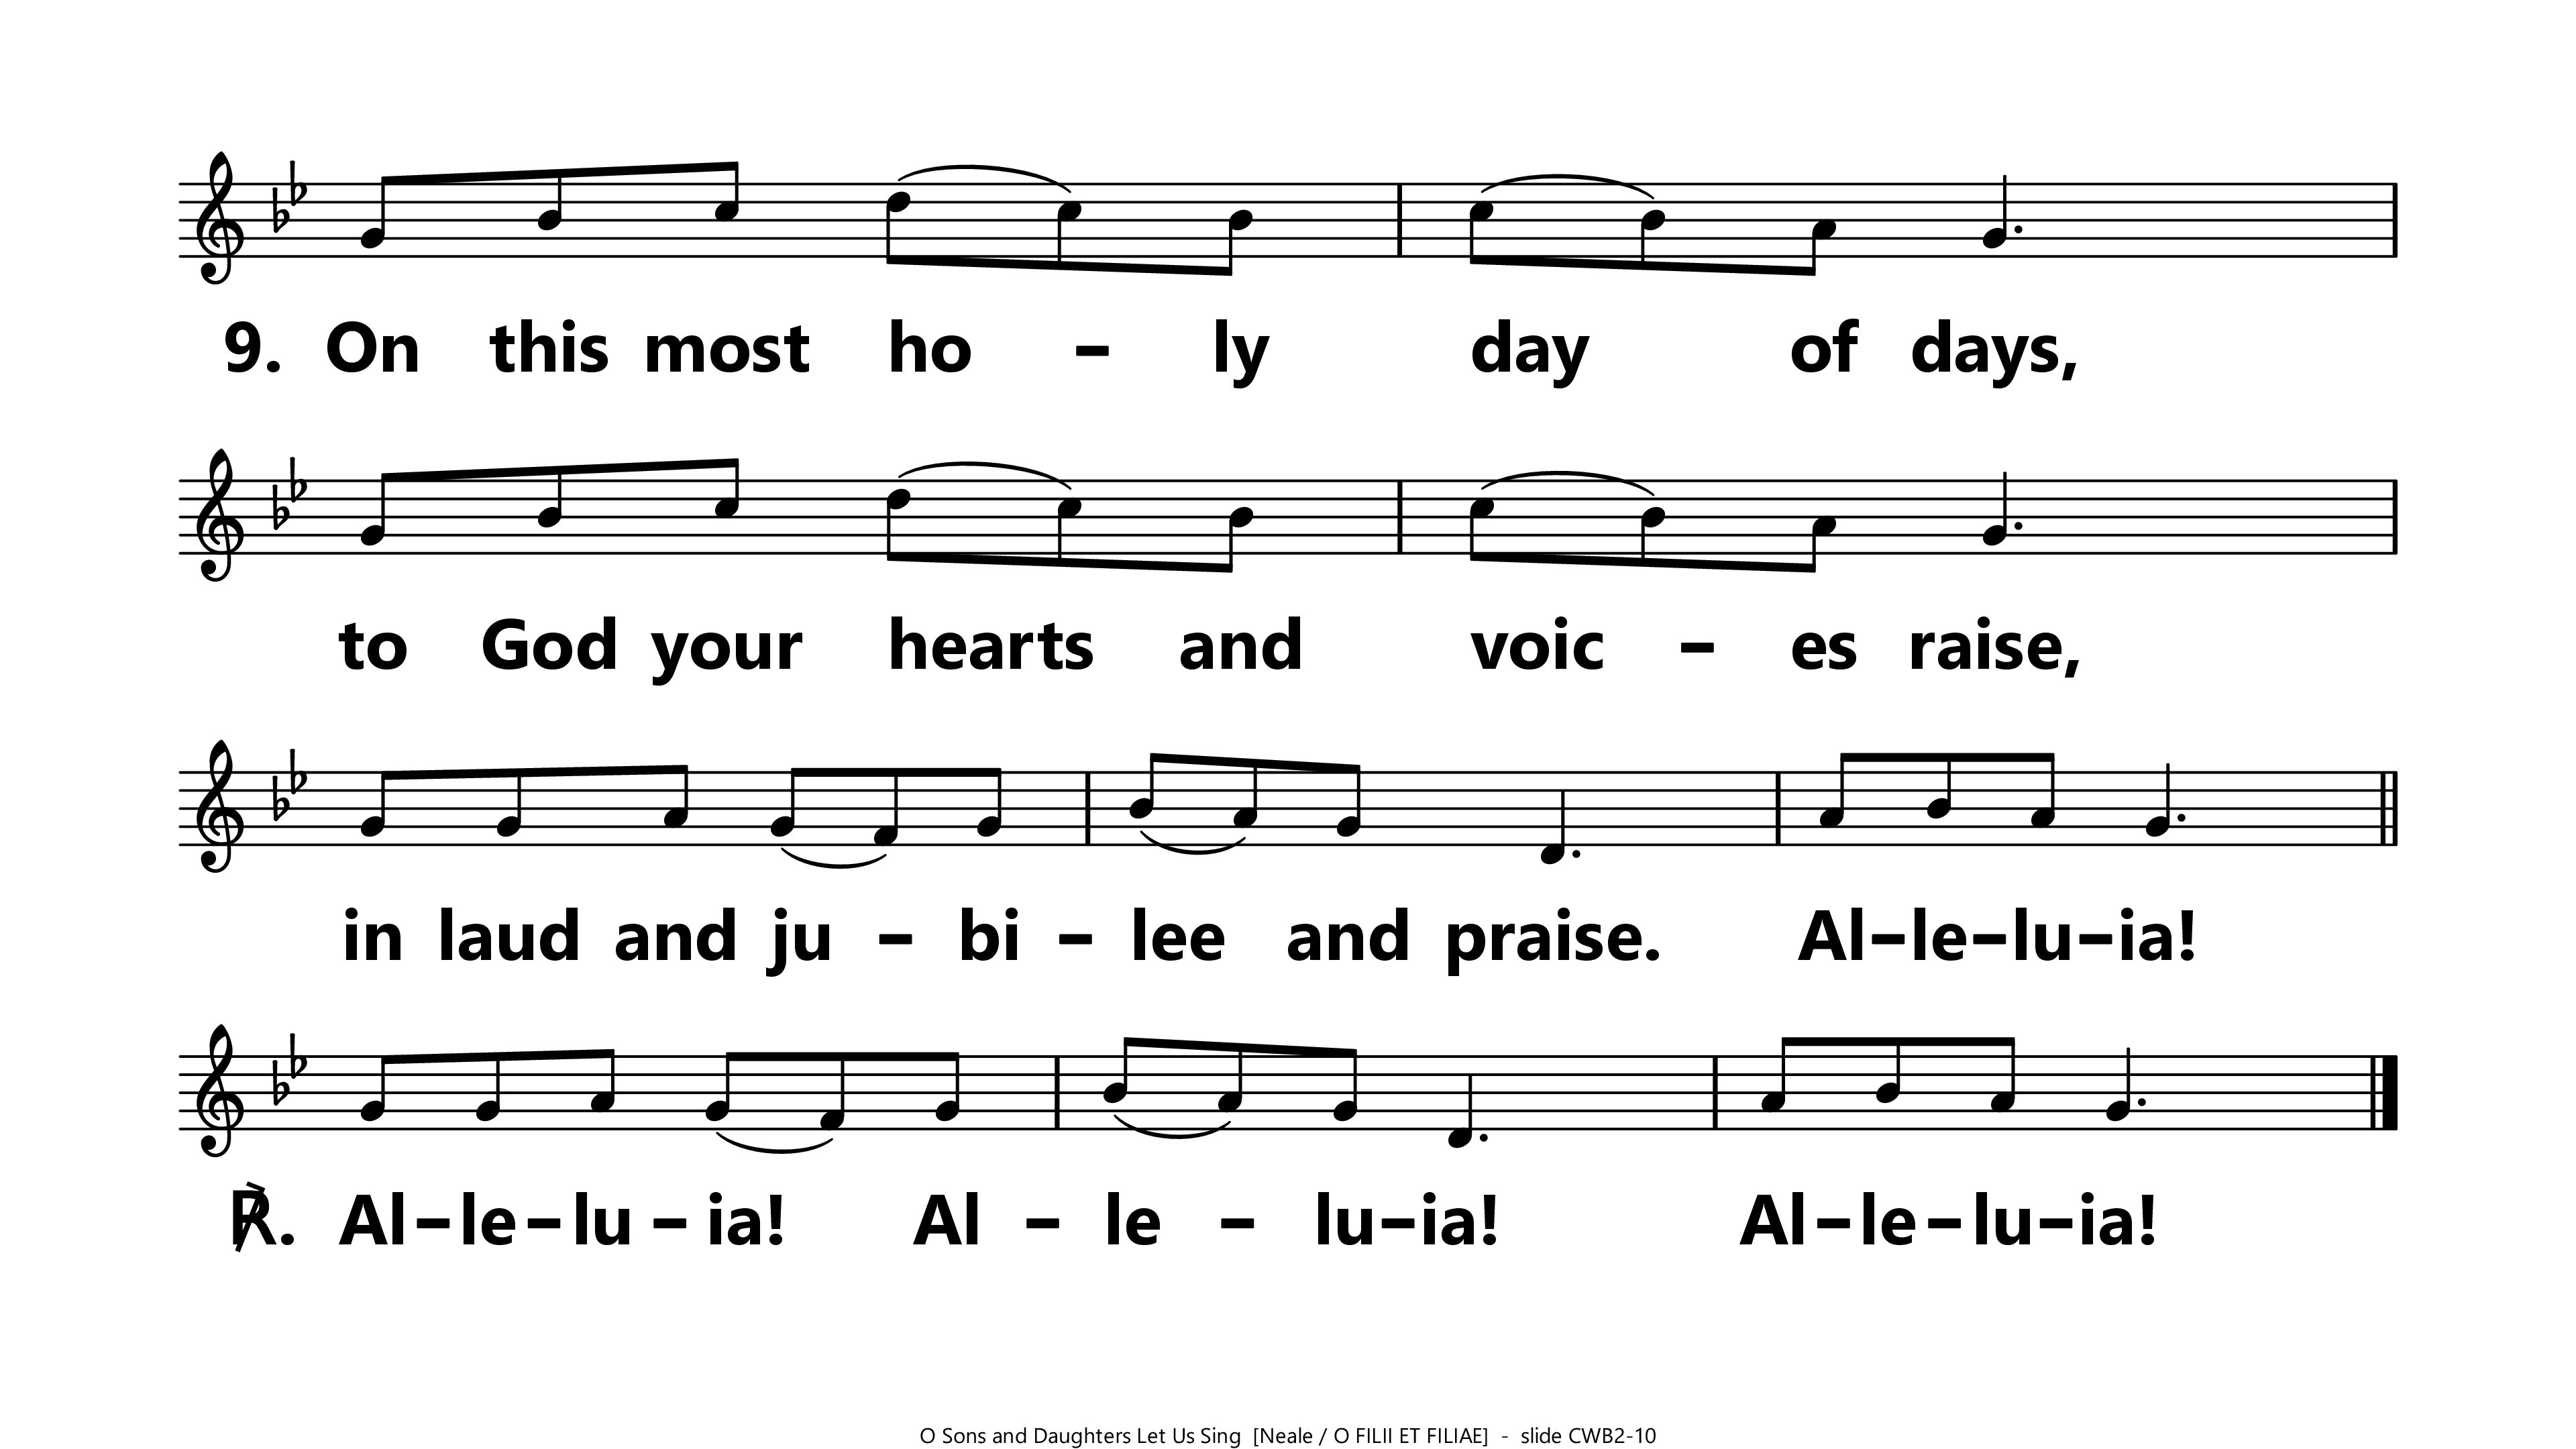 9. On this most ho – ly day of days,
to God your hearts and voic – es raise,
in laud and ju – bi – lee and praise. Al–le–lu–ia!
℟. Al–le–lu – ia! Al – le – lu–ia! Al–le–lu–ia!
O Sons and Daughters Let Us Sing [Neale / O FILII ET FILIAE] - slide CWB2-10